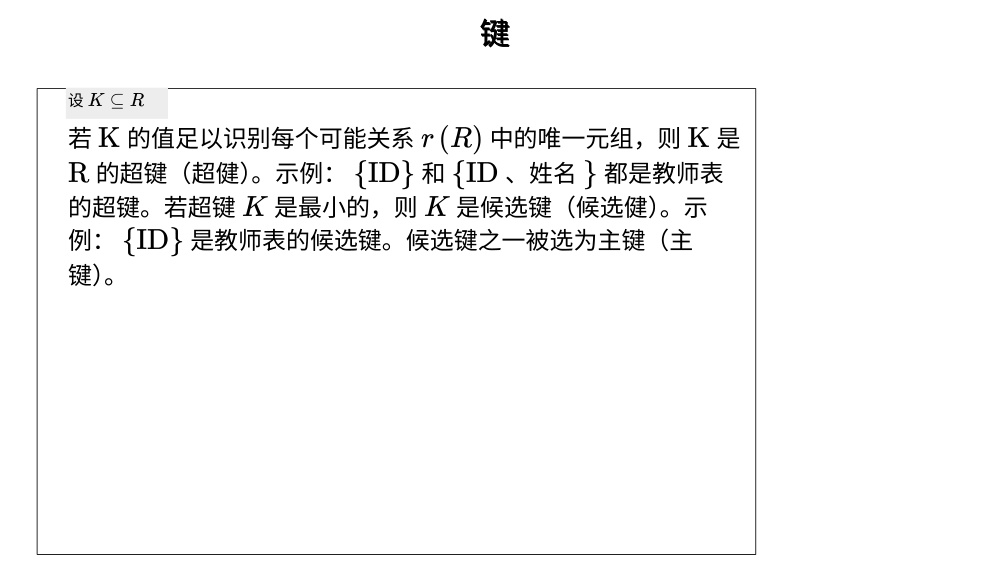 键
设 K ⊆ R
若 K 的值足以识别每个可能关系 r (R) 中的唯一元组，则 K 是
R 的超键（超健）。示例： {ID} 和 {ID 、姓名 } 都是教师表
的超键。若超键 K 是最小的，则 K 是候选键（候选健）。示
例： {ID} 是教师表的候选键。候选键之一被选为主键（主
键）。